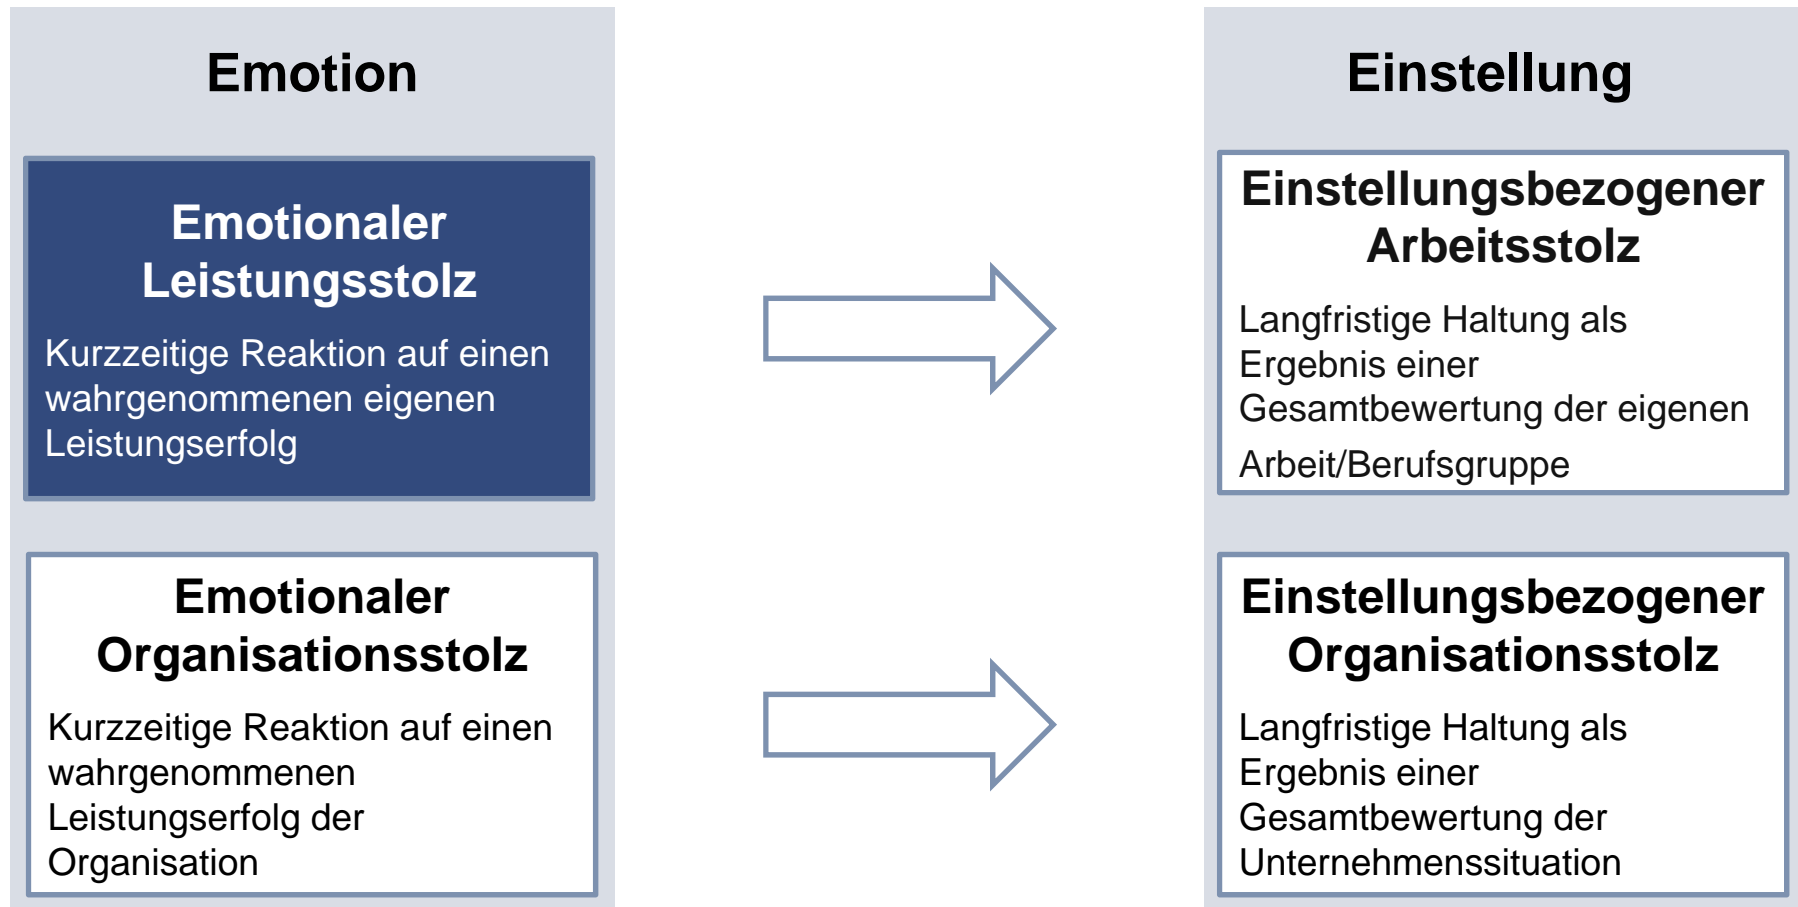 Emotion
Emotionaler
Leistungsstolz
Kurzzeitige Reaktion auf einen
wahrgenommenen eigenen
Leistungserfolg
Emotionaler
Organisationsstolz
Kurzzeitige Reaktion auf einen
wahrgenommenen
Leistungserfolg der
Organisation
Einstellung
Einstellungsbezogener
Arbeitsstolz
Langfristige Haltung als
Ergebnis einer
Gesamtbewertung der eigenen
Arbeit/Berufsgruppe
Einstellungsbezogener
Organisationsstolz
Langfristige Haltung als
Ergebnis einer
Gesamtbewertung der
Unternehmenssituation